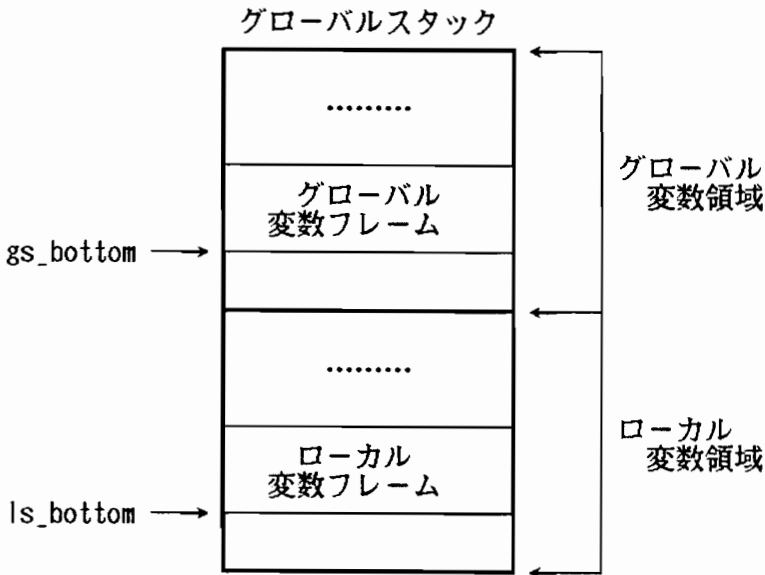 グローバルスタック
………
グローバル
変数フレーム
グローバル
変数領域
gs_bottom
………
ローカル
変数フレーム
ローカル
変数領域
ls_bottom